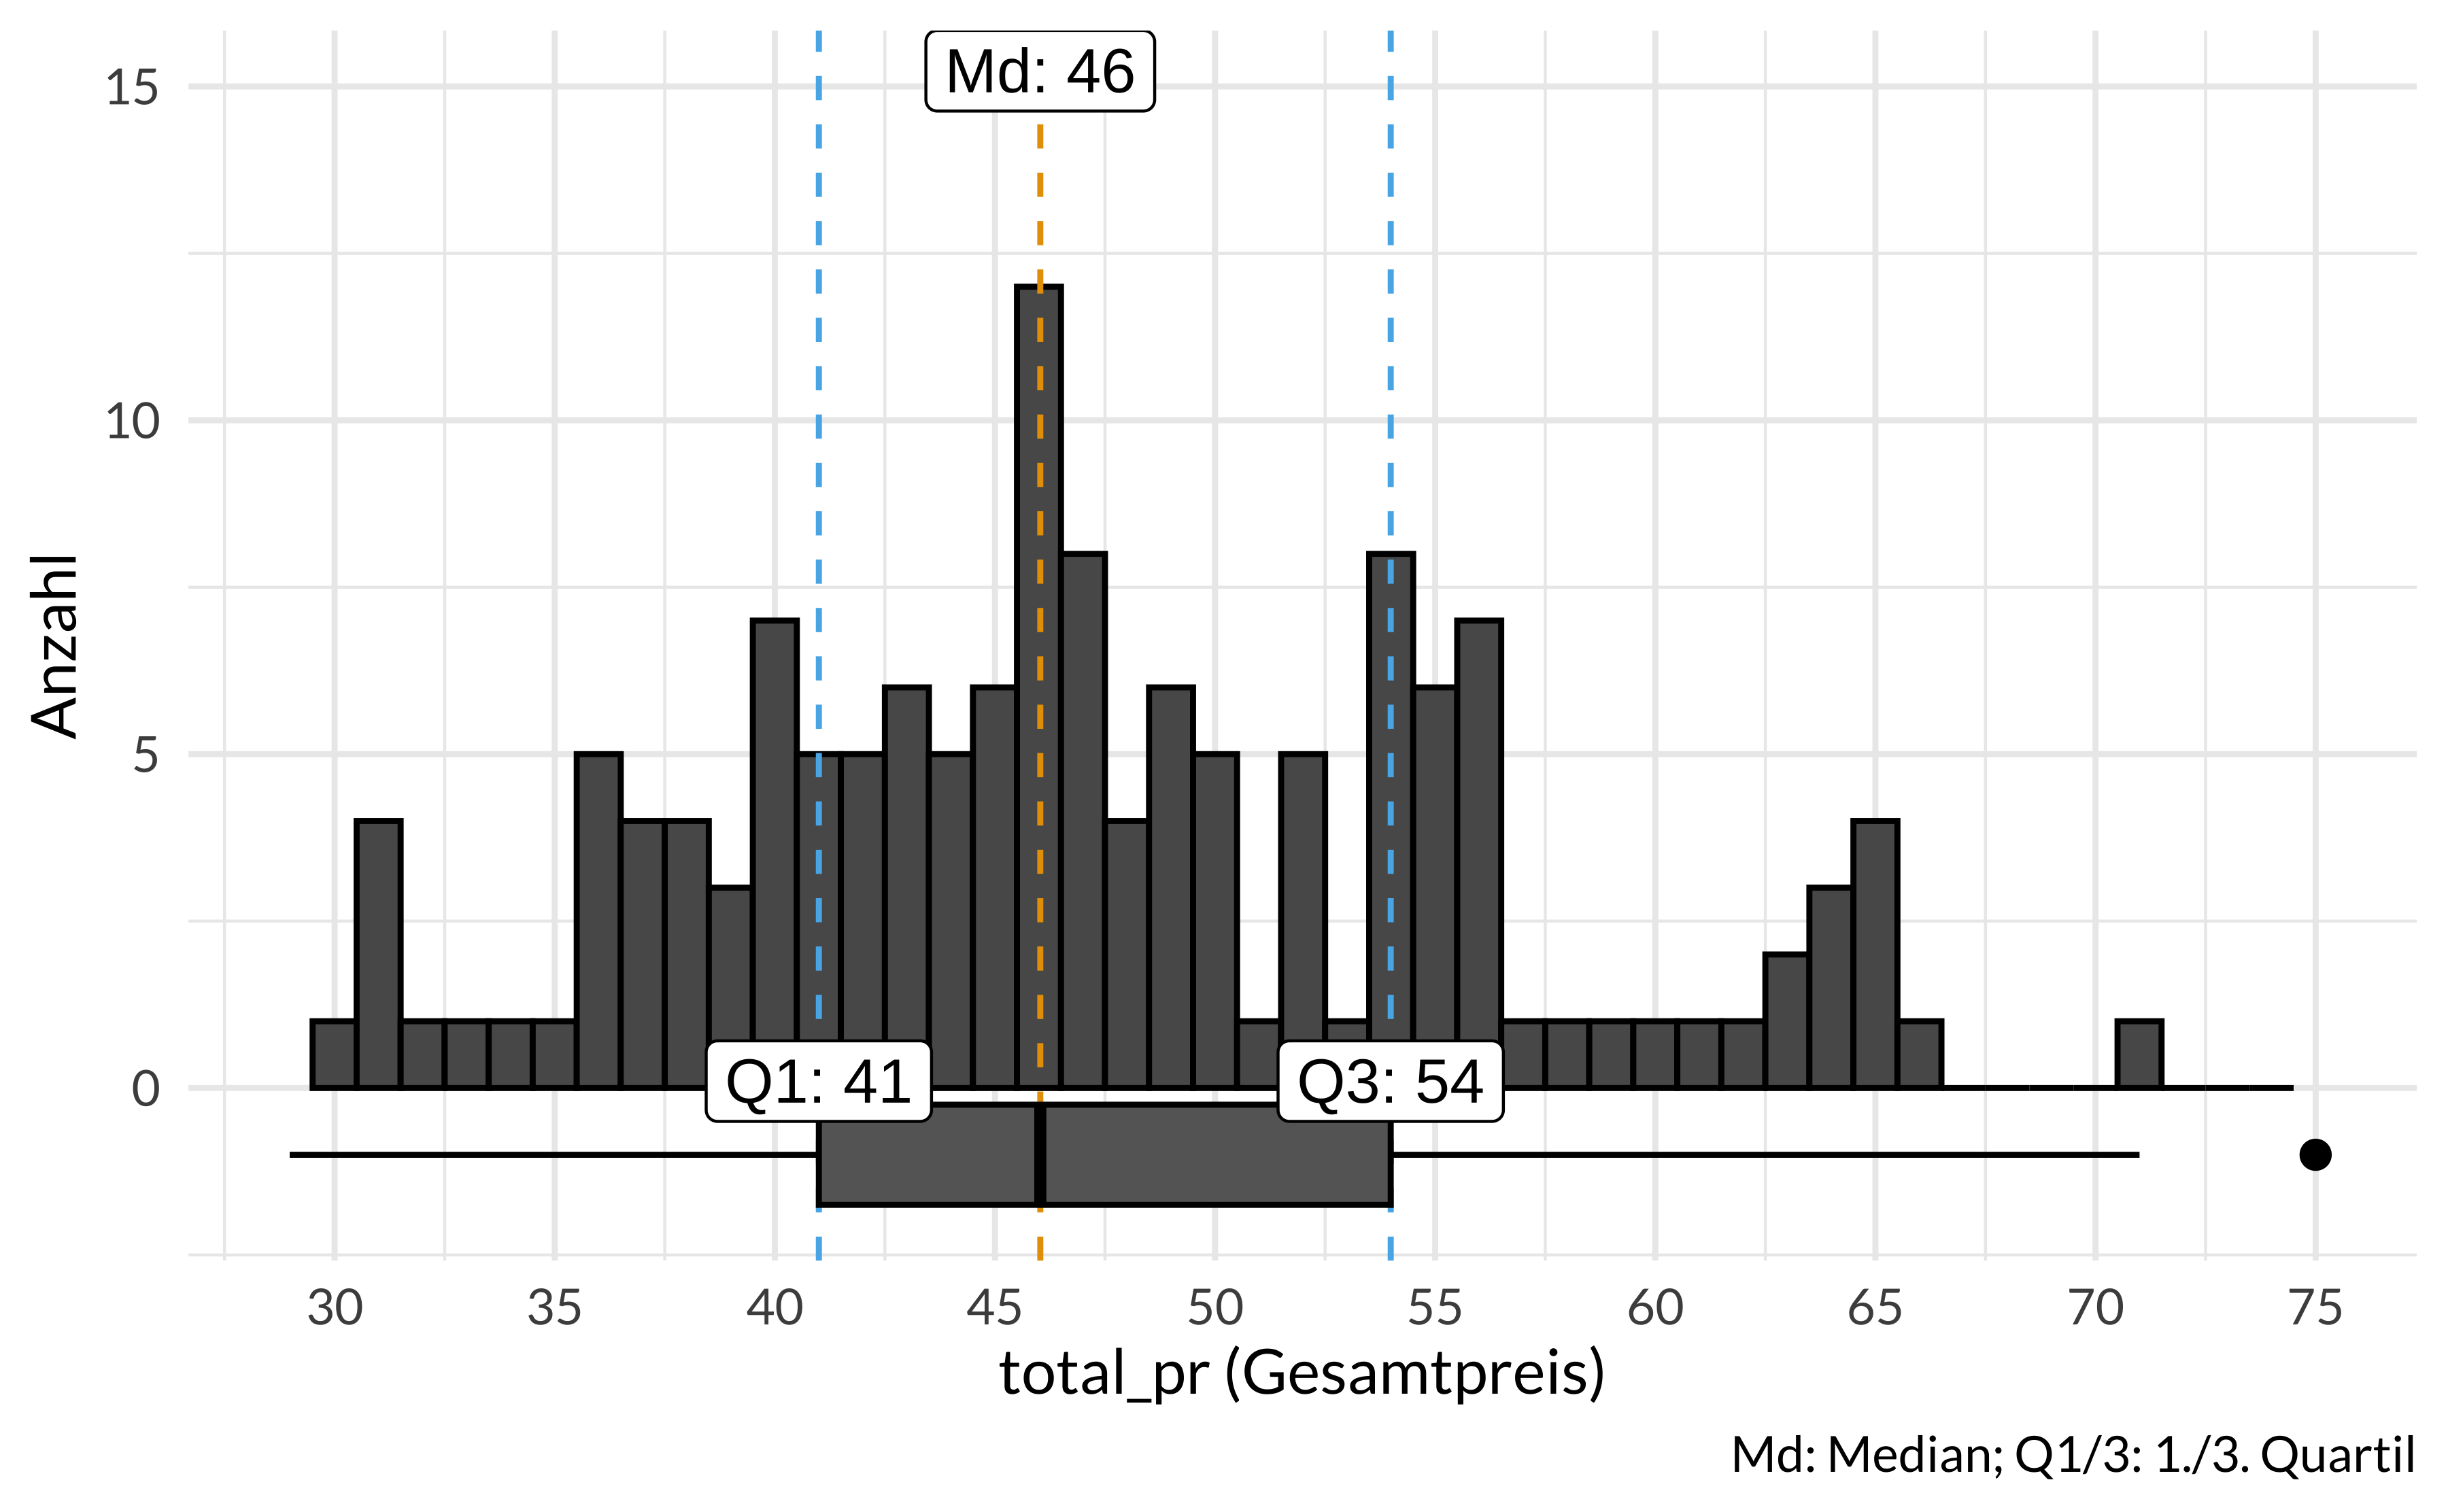 Md: 46
15
10
5
0
Anzahl
Q1: 41
Q3: 54
30 35 40 45 50 55 60 65 70 75
total_pr (Gesamtpreis)
Md: Median; Q1/3: 1./3. Quartil